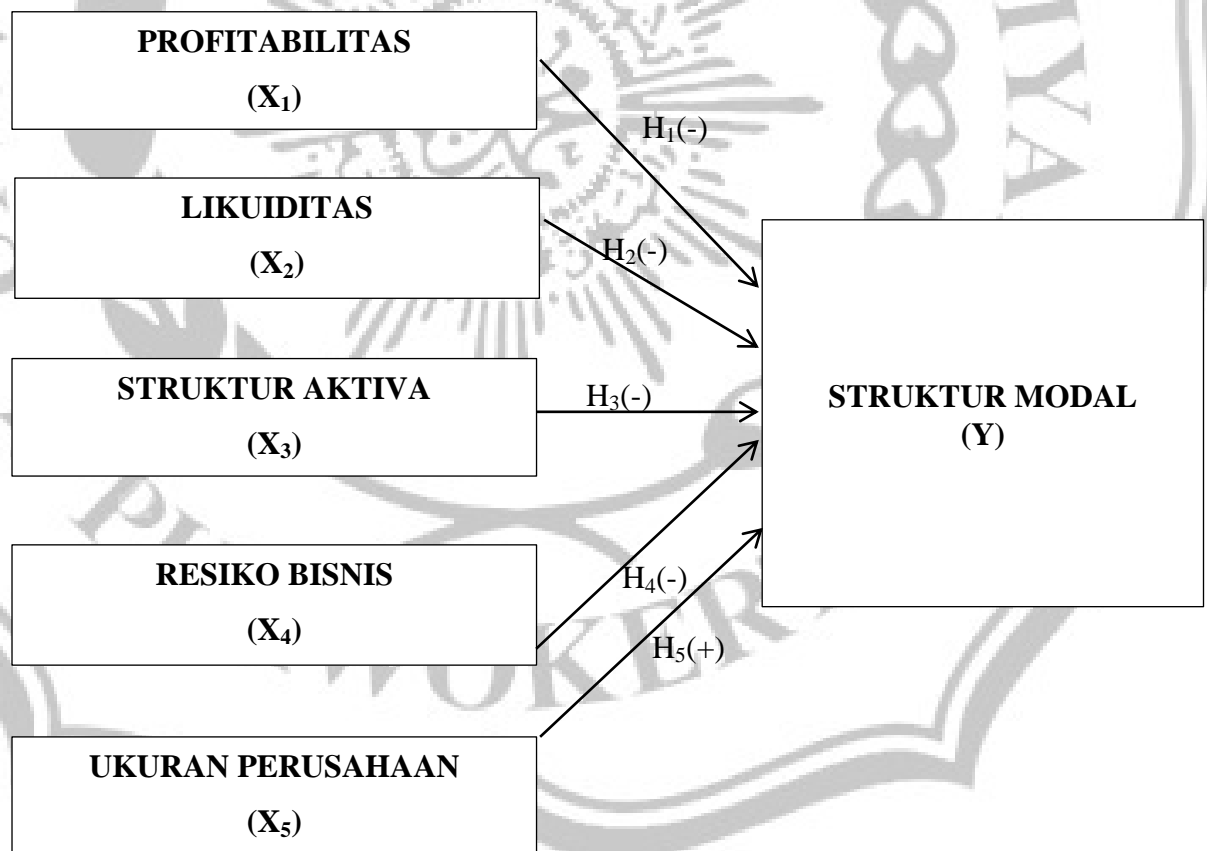 PROFITABILITAS
(X₁)
H₁(-)
LIKUIDITAS
(X₂)
H₂(-)
STRUKTUR AKTIVA
(X₃)
H₃(-)
STRUKTUR MODAL
(Y)
RESIKO BISNIS
(X₄)
H₄(-)
H₅(+)
UKURAN PERUSAHAAN
(X₅)